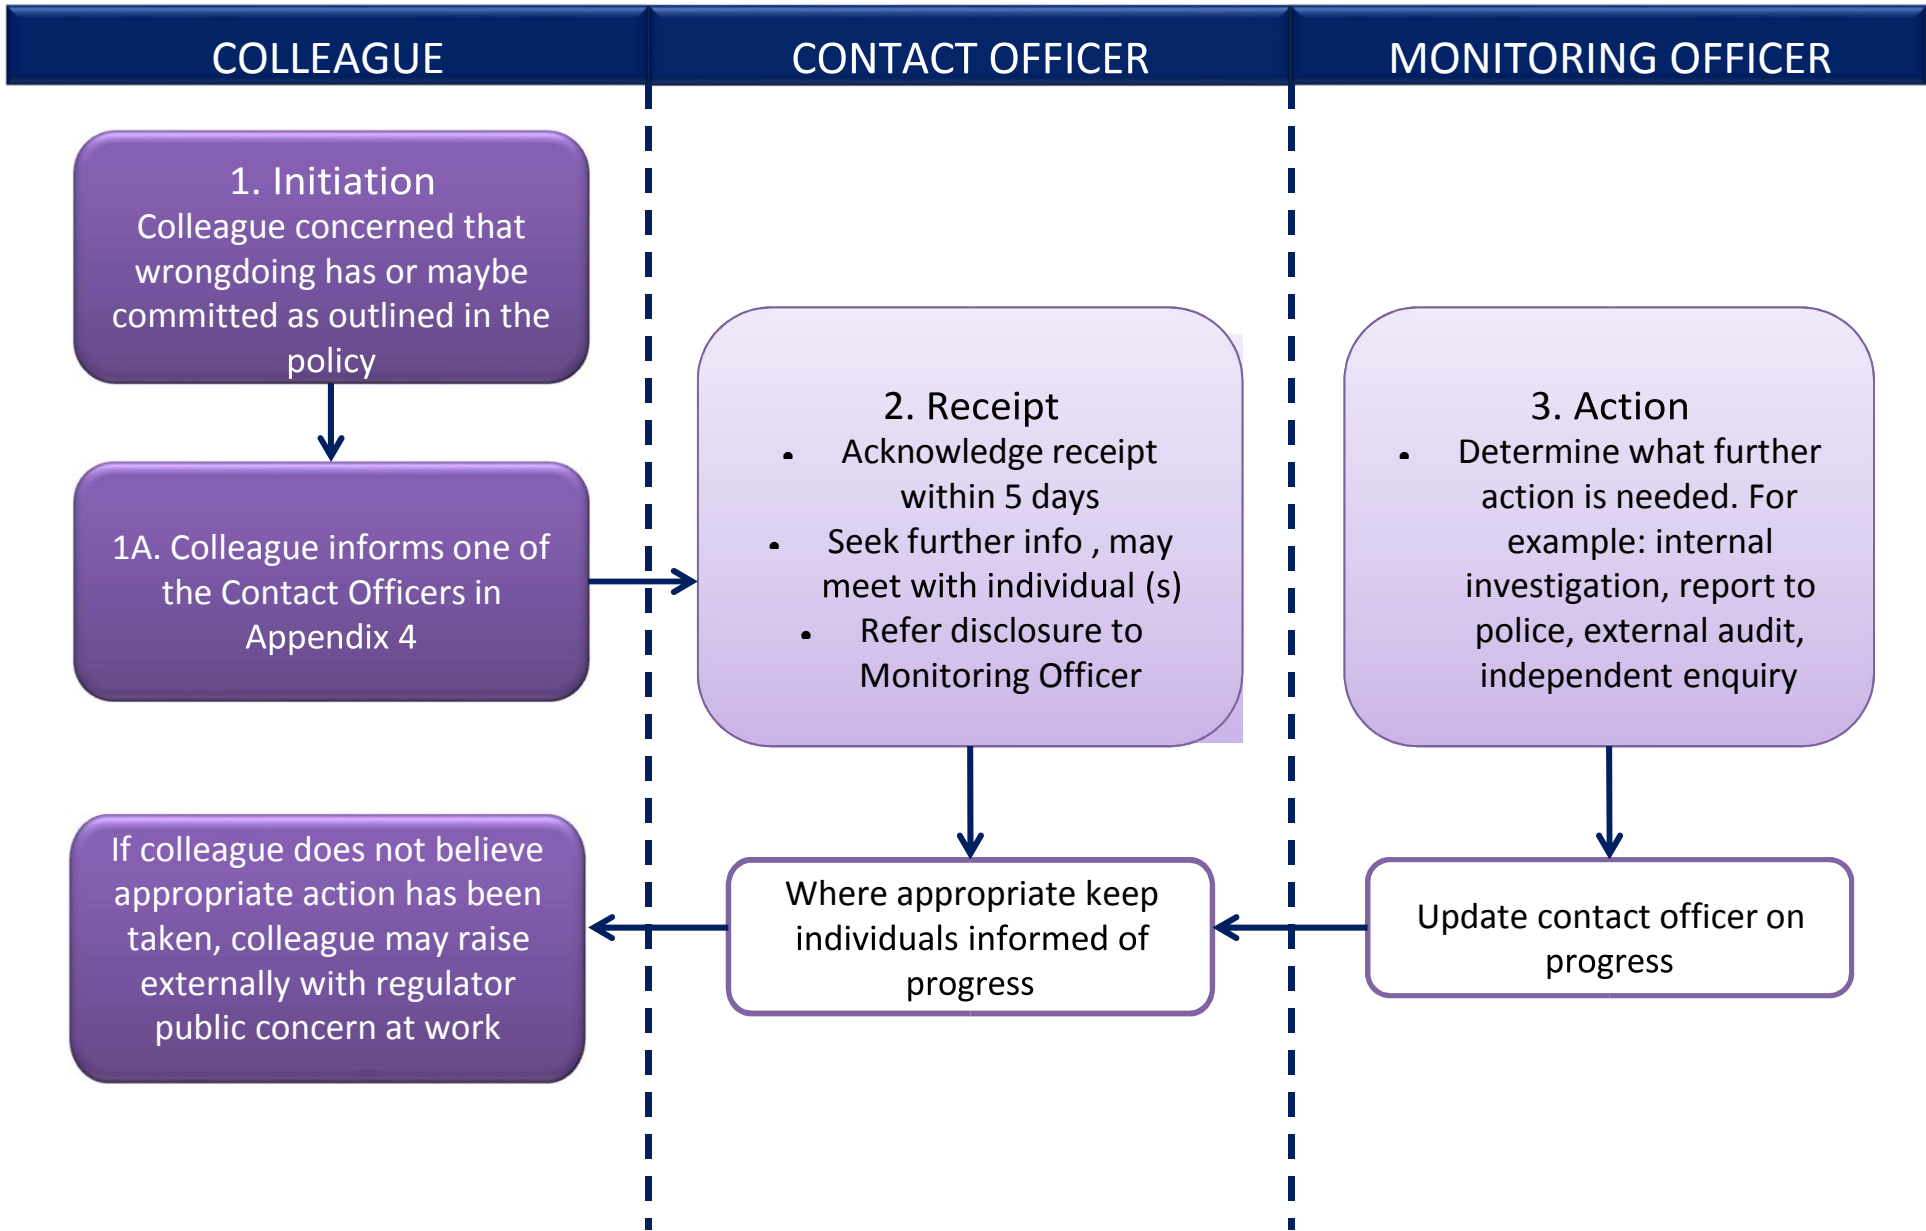 COLLEAGUE
CONTACT OFFICER
MONITORING OFFICER
1. Initiation
Colleague concerned that
wrongdoing has or maybe
committed as outlined in the
policy
1A. Colleague informs one of
the Contact Officers in
Appendix 4
2. Receipt
• Acknowledge receipt
within 5 days
• Seek further info , may
meet with individual (s)
• Refer disclosure to
Monitoring Officer
3. Action
• Determine what further
action is needed. For
example: internal
investigation, report to
police, external audit,
independent enquiry
If colleague does not believe
appropriate action has been
taken, colleague may raise
externally with regulator
public concern at work
Where appropriate keep
individuals informed of
progress
Update contact officer on
progress